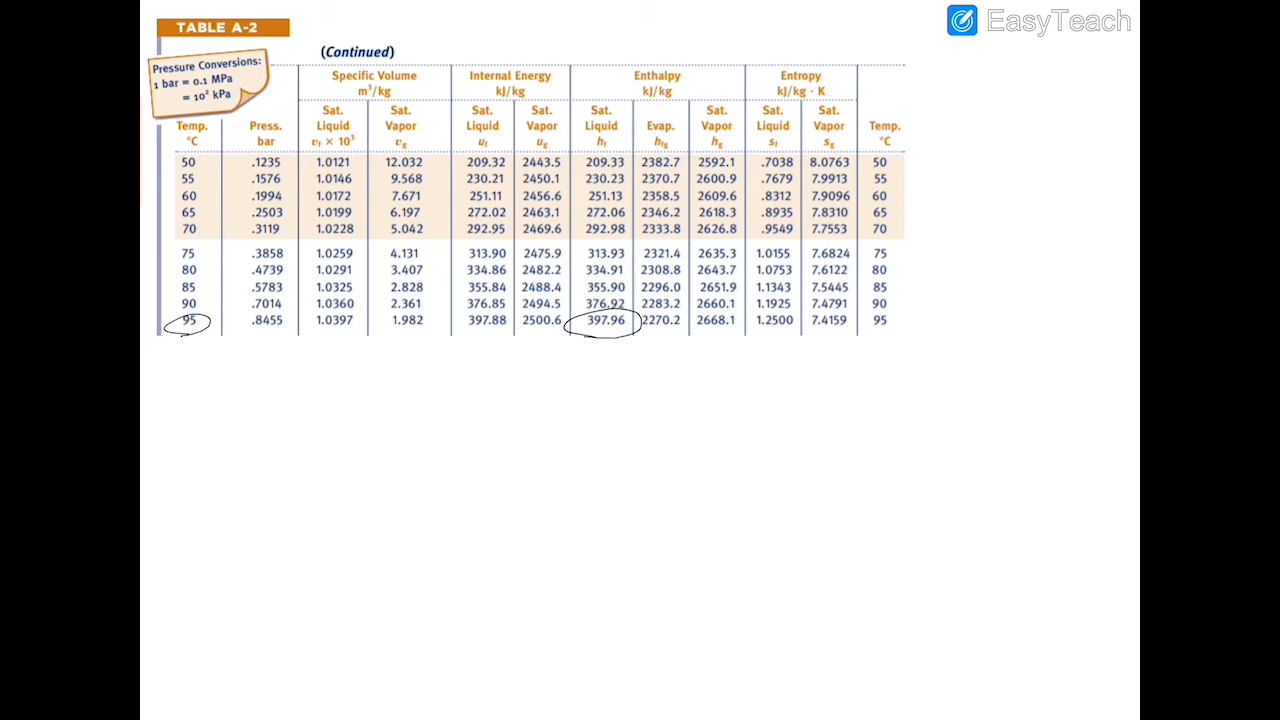 EasyTeach
TABLE A-2
(Continued)
Pressure Conversions:
1 bar = 0.1 MPa
= 10² kPa
Specific Volume Internal Energy Enthalpy Entropy
m³/kg kJ/kg kJ/kg kJ/kg · K
Sat. Sat. Sat. Sat. Sat. Sat. Sat. Sat.
Temp. Press. Liquid Vapor Liquid Vapor Liquid Evap. Vapor Liquid Vapor Temp.
°C bar vf × 10³ vg uf ug hf hfg hg sf sg °C
50 .1235 1.0121 12.032 209.32 2443.5 209.33 2382.7 2592.1 .7038 8.0763 50
55 .1576 1.0146 9.568 230.21 2450.1 230.23 2370.7 2600.9 .7679 7.9913 55
60 .1994 1.0172 7.671 251.11 2456.6 251.13 2358.5 2609.6 .8312 7.9096 60
65 .2503 1.0199 6.197 272.02 2463.1 272.06 2346.2 2618.3 .8935 7.8310 65
70 .3119 1.0228 5.042 292.95 2469.6 292.98 2333.8 2626.8 .9549 7.7553 70
75 .3858 1.0259 4.131 313.90 2475.9 313.93 2321.4 2635.3 1.0155 7.6824 75
80 .4739 1.0291 3.407 334.86 2482.2 334.91 2308.8 2643.7 1.0753 7.6122 80
85 .5783 1.0325 2.828 355.84 2488.4 355.90 2296.0 2651.9 1.1343 7.5445 85
90 .7014 1.0360 2.361 376.85 2494.5 376.92 2283.2 2660.1 1.1925 7.4791 90
95 .8455 1.0397 1.982 397.88 2500.6 397.96 2270.2 2668.1 1.2500 7.4159 95